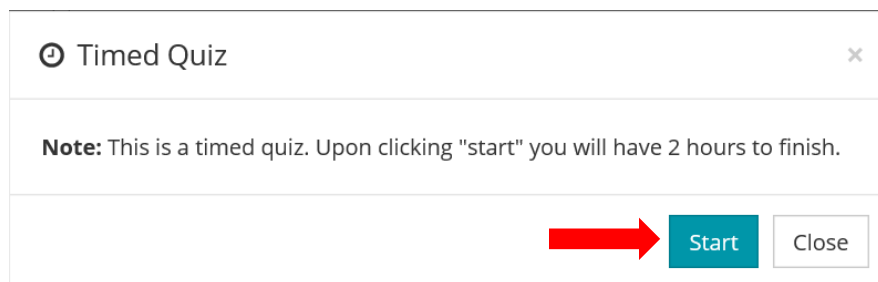 Timed Quiz
Note: This is a timed quiz. Upon clicking "start" you will have 2 hours to finish.
Start Close